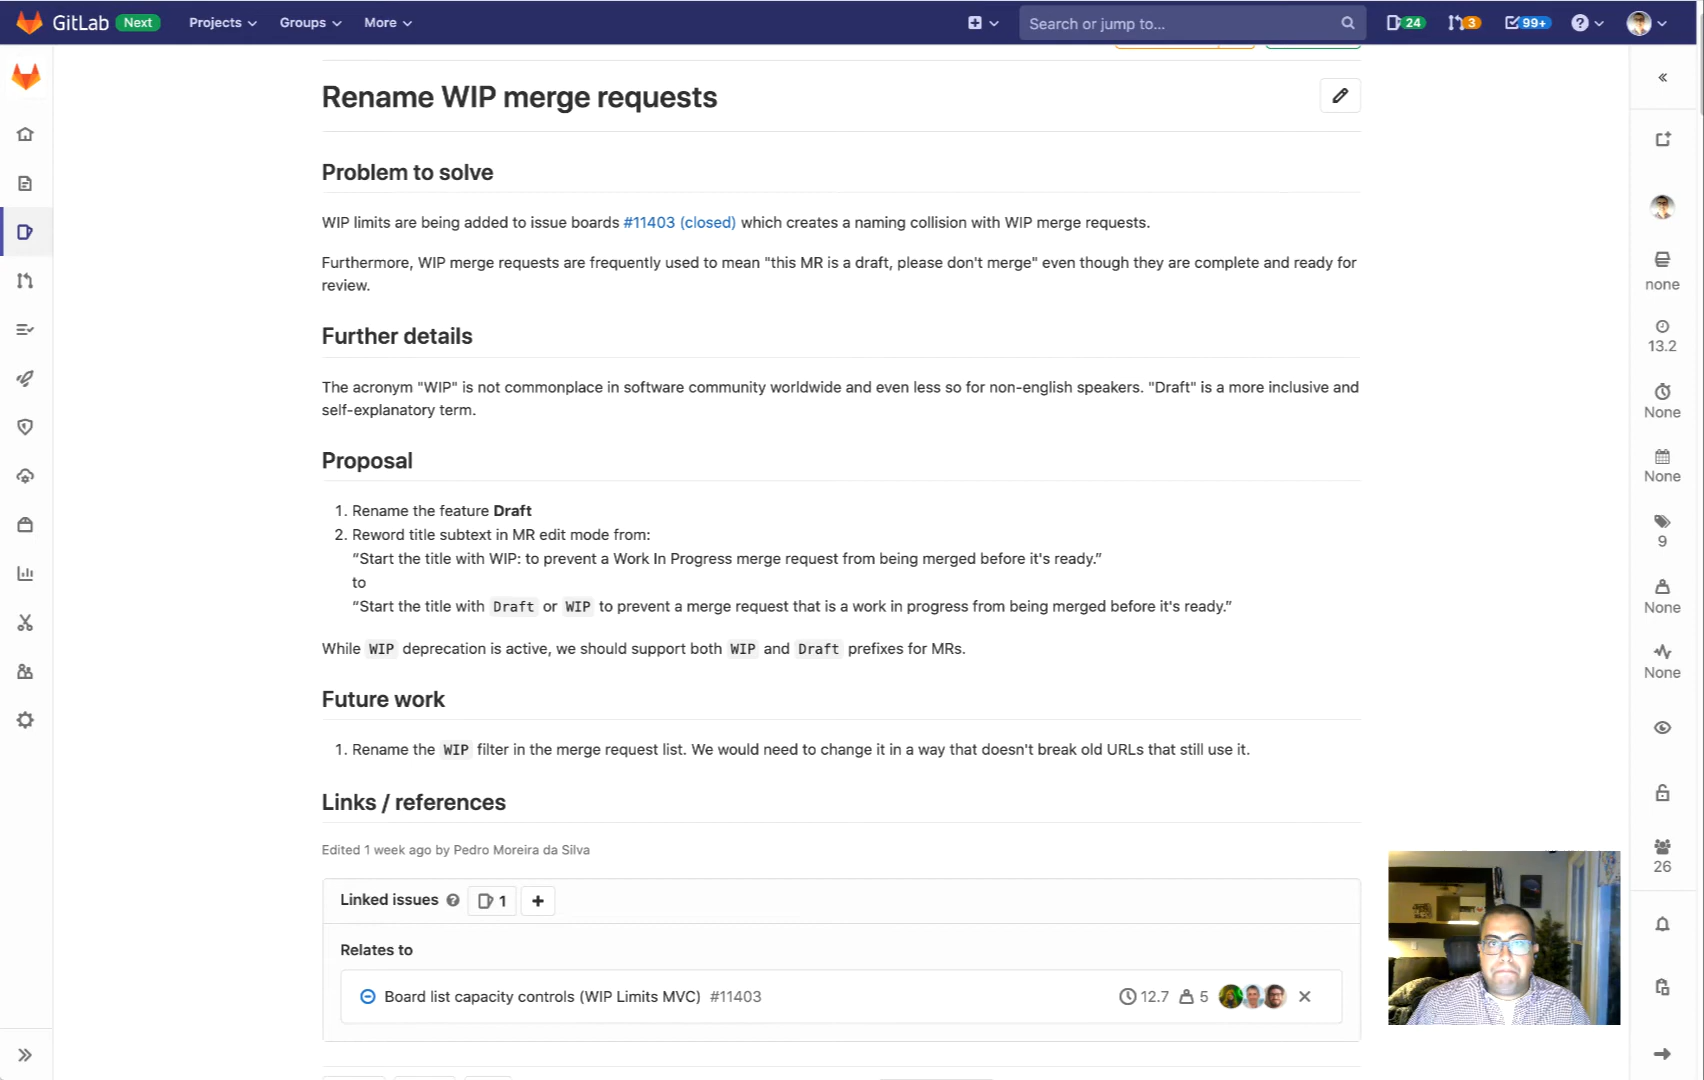 GitLab Next Projects Groups More Search or jump to... 24 3 99+
Rename WIP merge requests
Problem to solve
WIP limits are being added to issue boards #11403 (closed) which creates a naming collision with WIP merge requests.
Furthermore, WIP merge requests are frequently used to mean "this MR is a draft, please don't merge" even though they are complete and ready for
review.
none
Further details
13.2
The acronym "WIP" is not commonplace in software community worldwide and even less so for non-english speakers. "Draft" is a more inclusive and
self-explanatory term.
None
Proposal
None
1. Rename the feature Draft
2. Reword title subtext in MR edit mode from:
9
“Start the title with WIP: to prevent a Work In Progress merge request from being merged before it's ready.”
to
“Start the title with Draft or WIP to prevent a merge request that is a work in progress from being merged before it's ready.”
None
While WIP deprecation is active, we should support both WIP and Draft prefixes for MRs.
None
Future work
1. Rename the WIP filter in the merge request list. We would need to change it in a way that doesn't break old URLs that still use it.
Links / references
Edited 1 week ago by Pedro Moreira da Silva
26
Linked issues 1
Relates to
Board list capacity controls (WIP Limits MVC) #11403 12.7 5